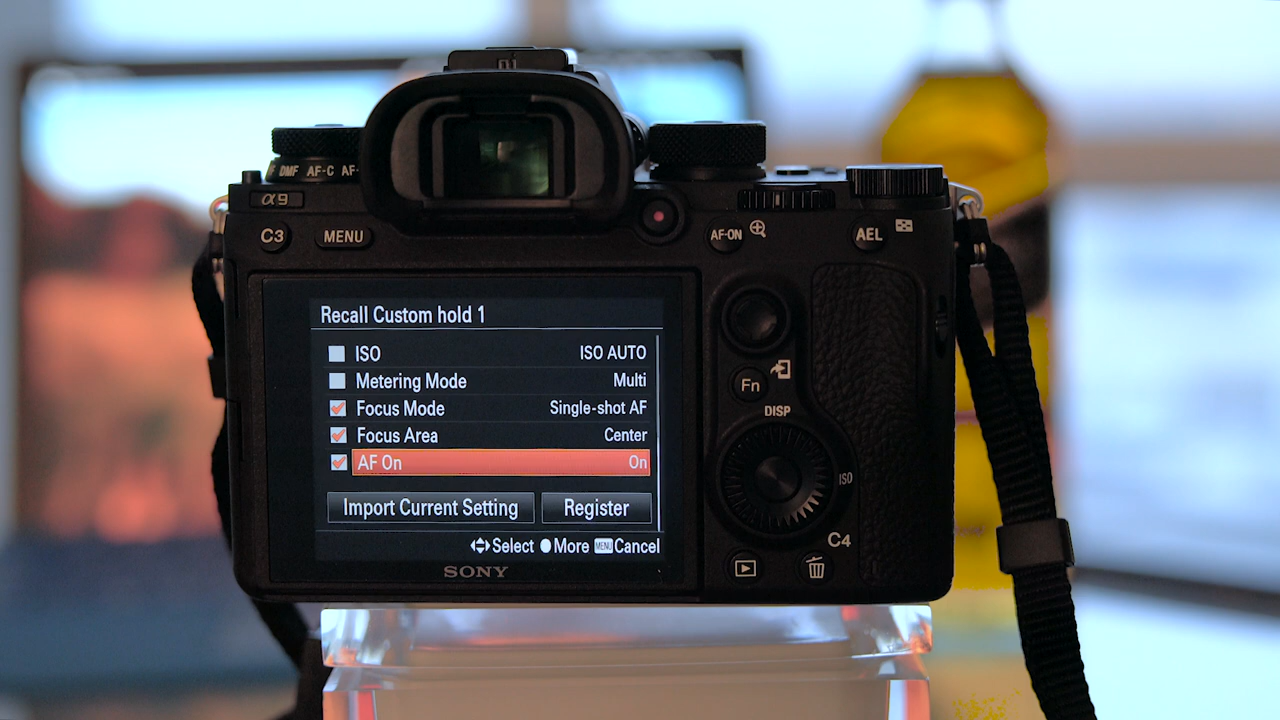 DMF AF-C AF-
α9
C3 MENU AF-ON AEL
Recall Custom hold 1
ISO ISO AUTO
Metering Mode Multi
Focus Mode Single-shot AF
Focus Area Center
AF On On
Import Current Setting Register
Select More MENU Cancel
SONY
Fn
DISP
ISO
C4